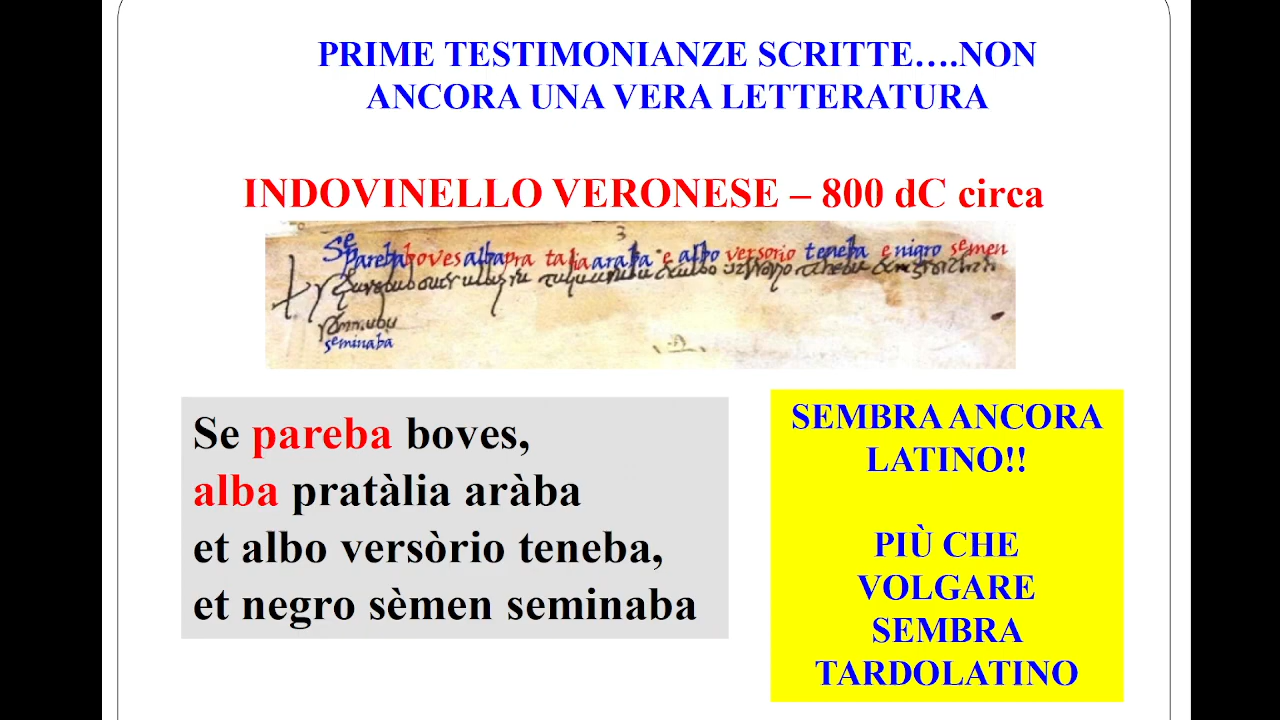 PRIME TESTIMONIANZE SCRITTE….NON
ANCORA UNA VERA LETTERATURA
INDOVINELLO VERONESE – 800 dC circa
3
Se
pareba boves alba pra talia araba e albo versorio teneba e nigro semen
seminaba
Se pareba boves,
alba pratàlia aràba
et albo versòrio teneba,
et negro sèmen seminaba
SEMBRA ANCORA
LATINO!!
PIÙ CHE
VOLGARE
SEMBRA
TARDOLATINO